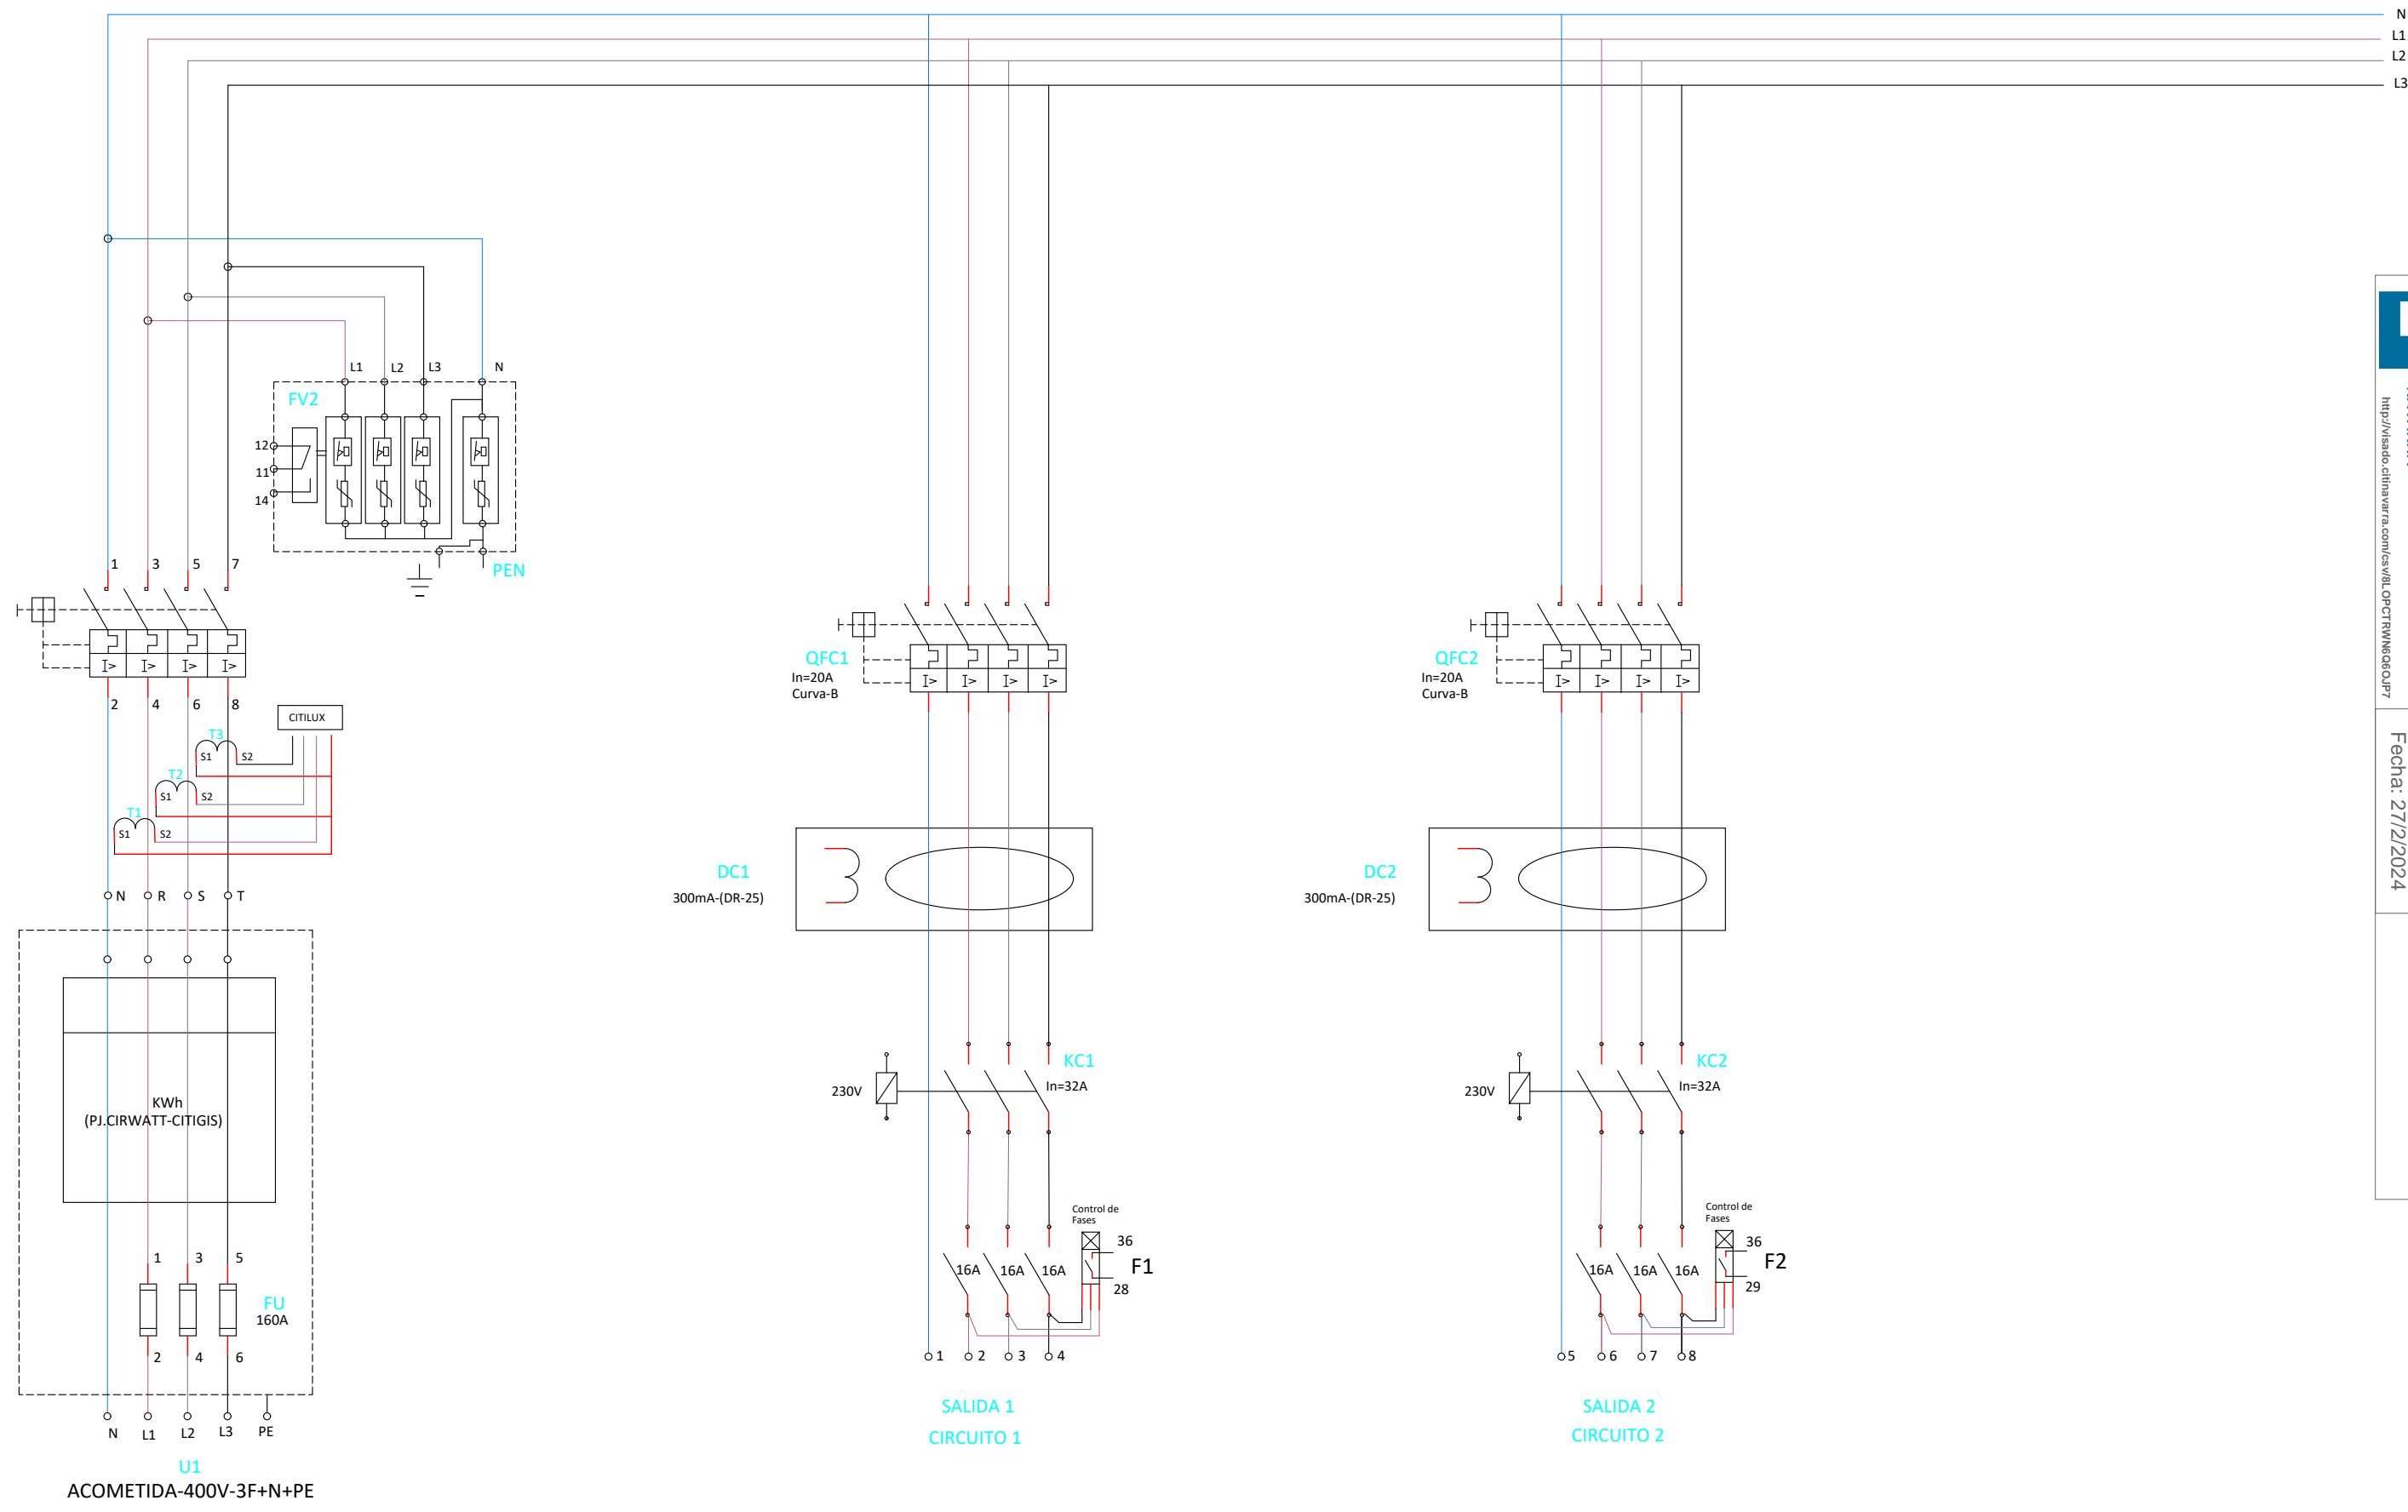 N
L1
L2
L3
L1
L2
L3
N
FV2
12
11
14
PEN
1
3
5
7
I>
I>
I>
I>
2
4
6
8
CITILUX
T3
S1
S2
T2
S1
S2
T1
S1
S2
N
R
S
T
KWh
(PJ.CIRWATT-CITIGIS)
1
3
5
FU
160A
2
4
6
N
L1
L2
L3
PE
U1
ACOMETIDA-400V-3F+N+PE
QFC1
In=20A
Curva-B
I>
I>
I>
I>
DC1
300mA-(DR-25)
KC1
In=32A
230V
Control de
Fases
36
F1
28
16A
16A
16A
1
2
3
4
SALIDA 1
CIRCUITO 1
QFC2
In=20A
Curva-B
I>
I>
I>
I>
DC2
300mA-(DR-25)
KC2
In=32A
230V
Control de
Fases
36
F2
29
16A
16A
16A
5
6
7
8
SALIDA 2
CIRCUITO 2
http://visado.citinavarra.com/csv/8LOPCTRWN6Q6OJP7
Fecha: 27/2/2024